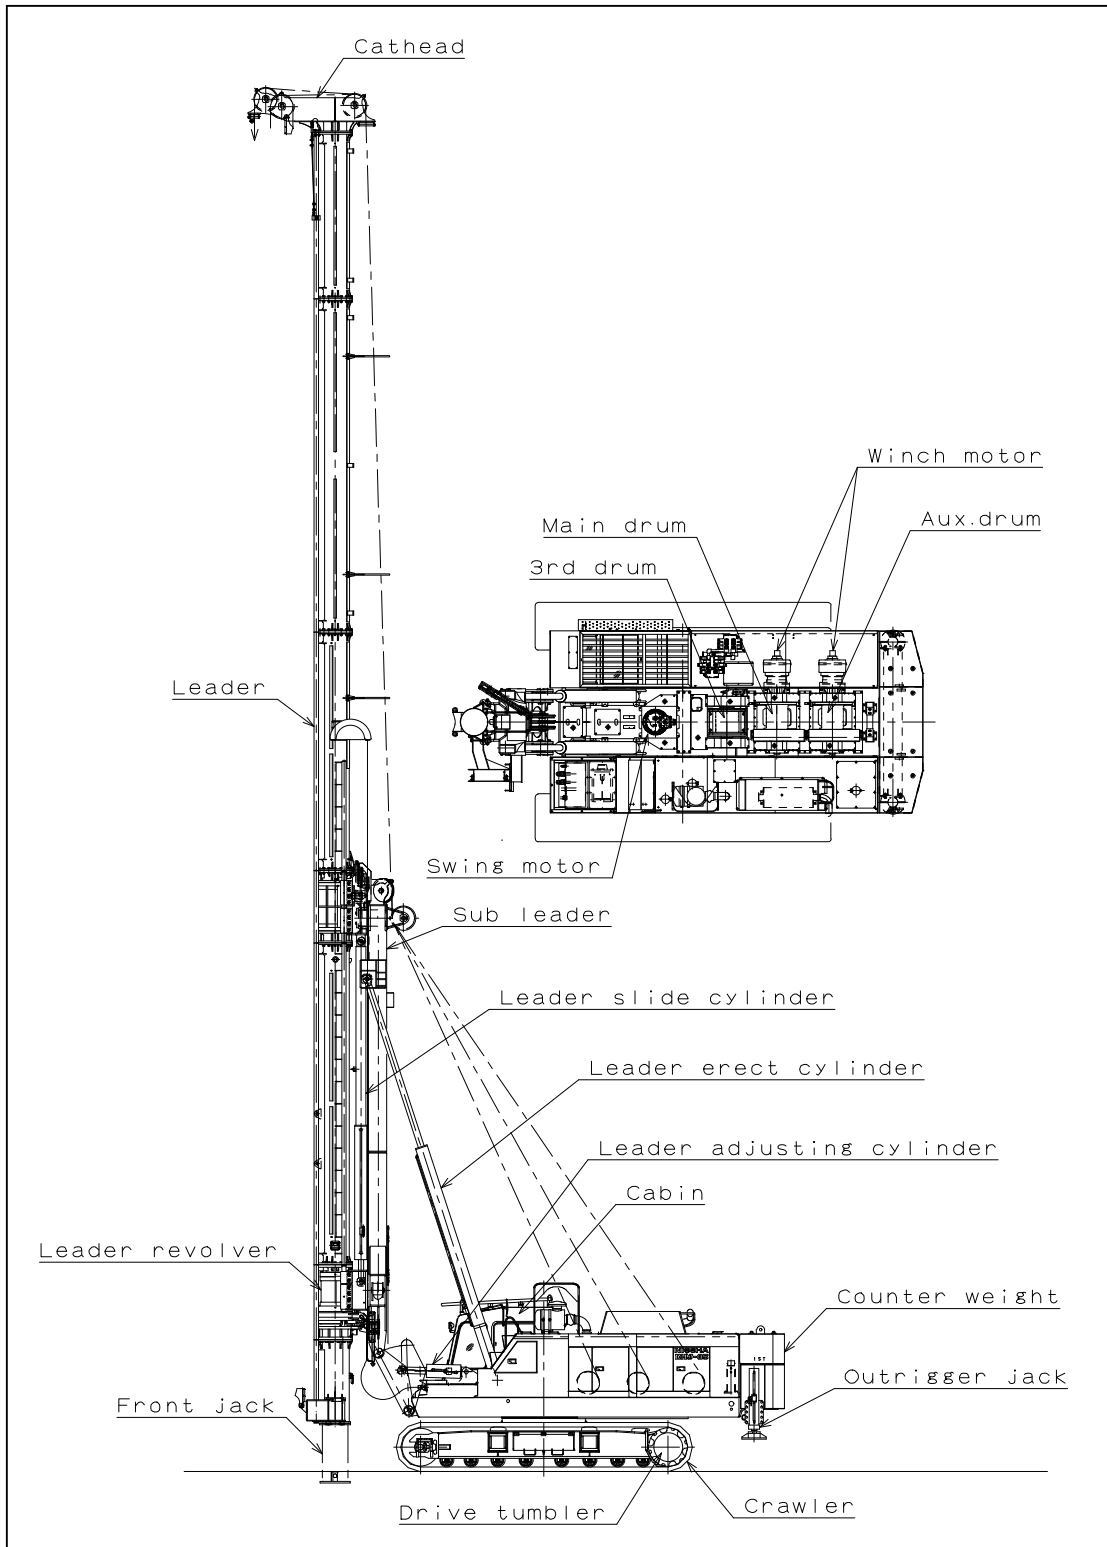 Cathead
Winch motor
Main drum
Aux.drum
3rd drum
Leader
Swing motor
Sub leader
Leader slide cylinder
Leader erect cylinder
Leader adjusting cylinder
Cabin
Leader revolver
Counter weight
15T
Outrigger jack
Front jack
Drive tumbler
Crawler